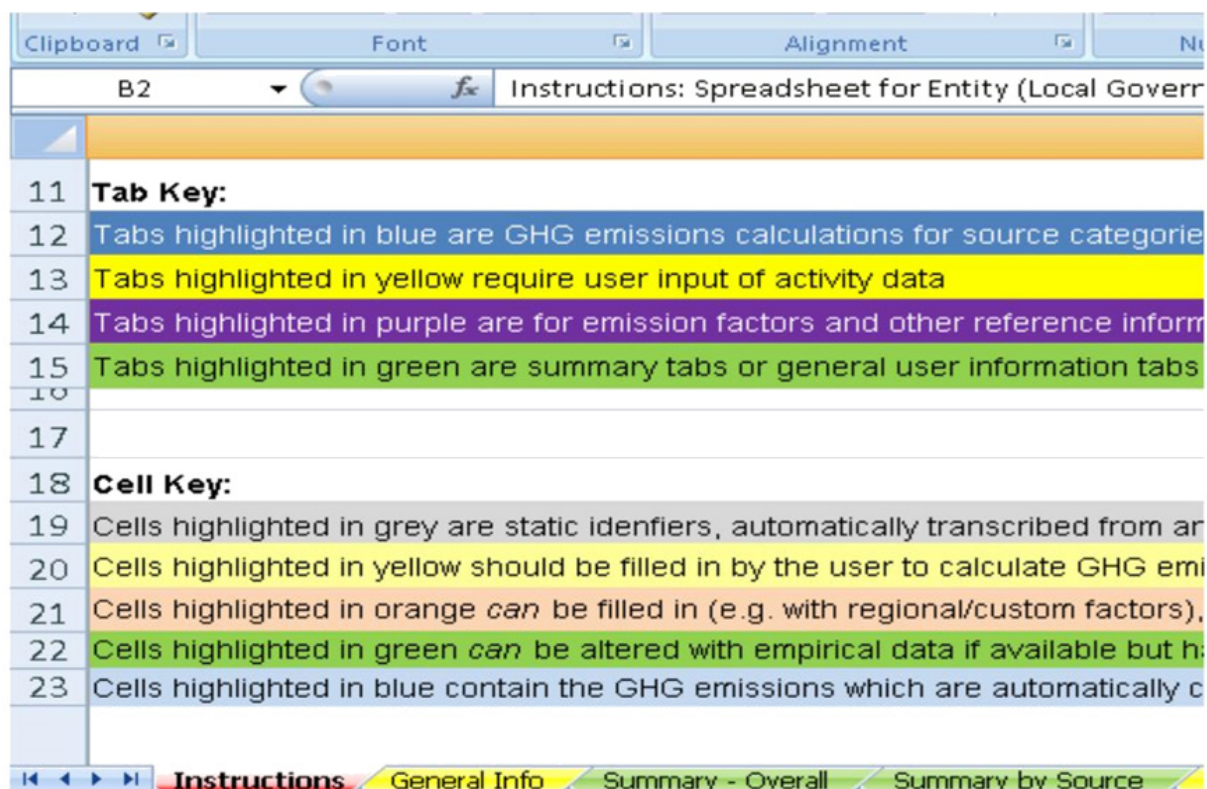 Clipboard Font Alignment
B2 fx Instructions: Spreadsheet for Entity (Local
11 Tab Key:
12 Tabs highlighted in blue are GHG emissions calculations for source
13 Tabs highlighted in yellow require user input of activity data
14 Tabs highlighted in purple are for emission factors and other reference
15 Tabs highlighted in green are summary tabs or general user information tabs
16
17
18 Cell Key:
19 Cells highlighted in grey are static idenfiers, automatically transcribed from
20 Cells highlighted in yellow should be filled in by the user to calculate GHG
21 Cells highlighted in orange can be filled in (e.g. with regional/custom factors),
22 Cells highlighted in green can be altered with empirical data if available but
23 Cells highlighted in blue contain the GHG emissions which are automatically
Instructions General Info Summary - Overall Summary by Source